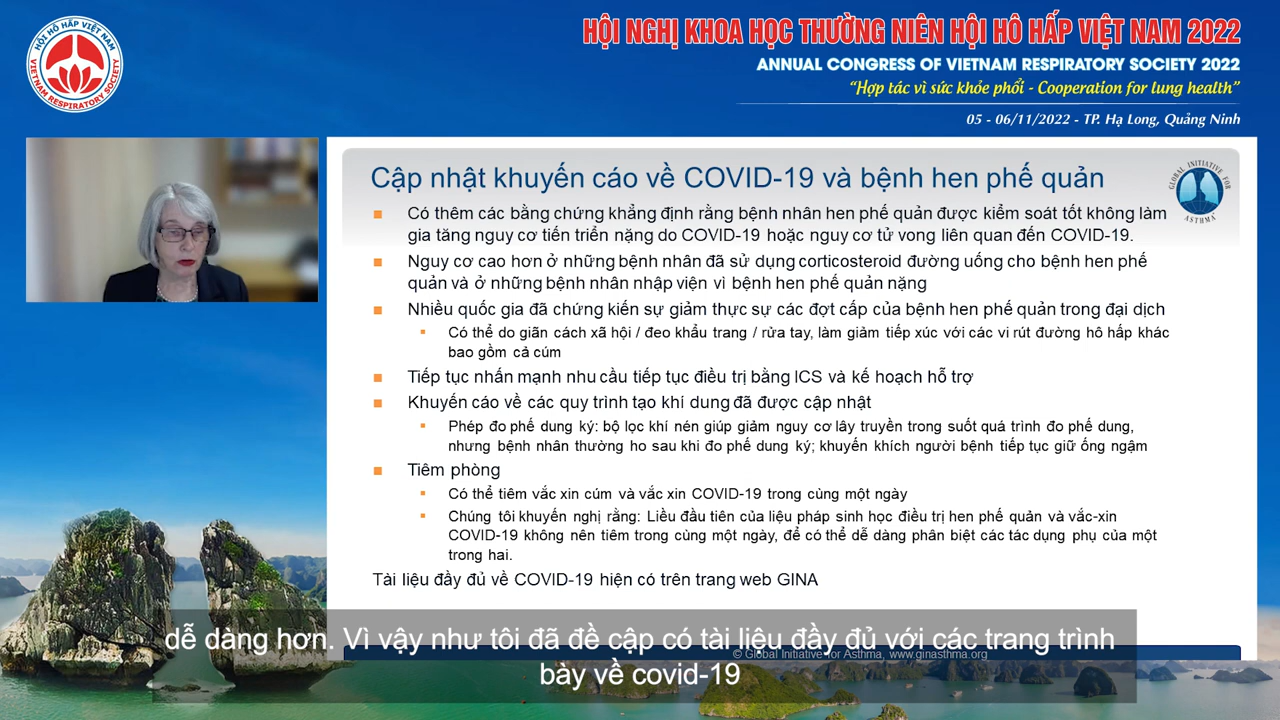 HỘI HÔ HẤP VIỆT NAM
VIETNAM RESPIRATORY SOCIETY
HỘI NGHỊ KHOA HỌC THƯỜNG NIÊN HỘI HÔ HẤP VIỆT NAM 2022
ANNUAL CONGRESS OF VIETNAM RESPIRATORY SOCIETY 2022
“Hợp tác vì sức khỏe phổi - Cooperation for lung health”
05 - 06/11/2022 - TP. Hạ Long, Quảng Ninh
Cập nhật khuyến cáo về COVID-19 và bệnh hen phế quản
GLOBAL INITIATIVE FOR
ASTHMA
Có thêm các bằng chứng khẳng định rằng bệnh nhân hen phế quản được kiểm soát tốt không làm
gia tăng nguy cơ tiến triển nặng do COVID-19 hoặc nguy cơ tử vong liên quan đến COVID-19.
Nguy cơ cao hơn ở những bệnh nhân đã sử dụng corticosteroid đường uống cho bệnh hen phế
quản và ở những bệnh nhân nhập viện vì bệnh hen phế quản nặng
Nhiều quốc gia đã chứng kiến sự giảm thực sự các đợt cấp của bệnh hen phế quản trong đại dịch
Có thể do giãn cách xã hội / đeo khẩu trang / rửa tay, làm giảm tiếp xúc với các vi rút đường hô hấp khác
bao gồm cả cúm
Tiếp tục nhấn mạnh nhu cầu tiếp tục điều trị bằng ICS và kế hoạch hỗ trợ
Khuyến cáo về các quy trình tạo khí dung đã được cập nhật
Phép đo phế dung ký: bộ lọc khí nén giúp giảm nguy cơ lây truyền trong suốt quá trình đo phế dung,
nhưng bệnh nhân thường ho sau khi đo phế dung ký; khuyến khích người bệnh tiếp tục giữ ống ngậm
Tiêm phòng
Có thể tiêm vắc xin cúm và vắc xin COVID-19 trong cùng một ngày
Chúng tôi khuyến nghị rằng: Liều đầu tiên của liệu pháp sinh học điều trị hen phế quản và vắc-xin
COVID-19 không nên tiêm trong cùng một ngày, để có thể dễ dàng phân biệt các tác dụng phụ của một
trong hai.
Tài liệu đầy đủ về COVID-19 hiện có trên trang web GINA
dễ dàng hơn. Vì vậy như tôi đã đề cập có tài liệu đầy đủ với các trang trình
© Global Initiative for Asthma, www.ginasthma.org
bày về covid-19